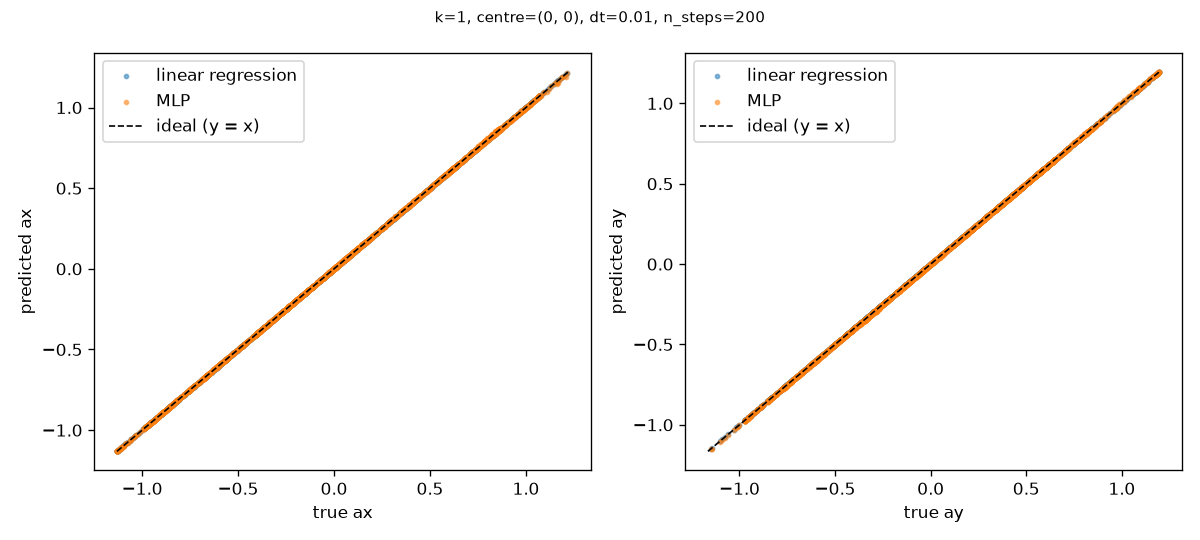 k=1, centre=(0, 0), dt=0.01, n_steps=200
linear regression
MLP
ideal (y = x)
1.0
0.5
0.0
−0.5
−1.0
predicted ax
−1.0 −0.5 0.0 0.5 1.0
true ax
linear regression
MLP
ideal (y = x)
1.0
0.5
0.0
−0.5
−1.0
predicted ay
−1.0 −0.5 0.0 0.5 1.0
true ay